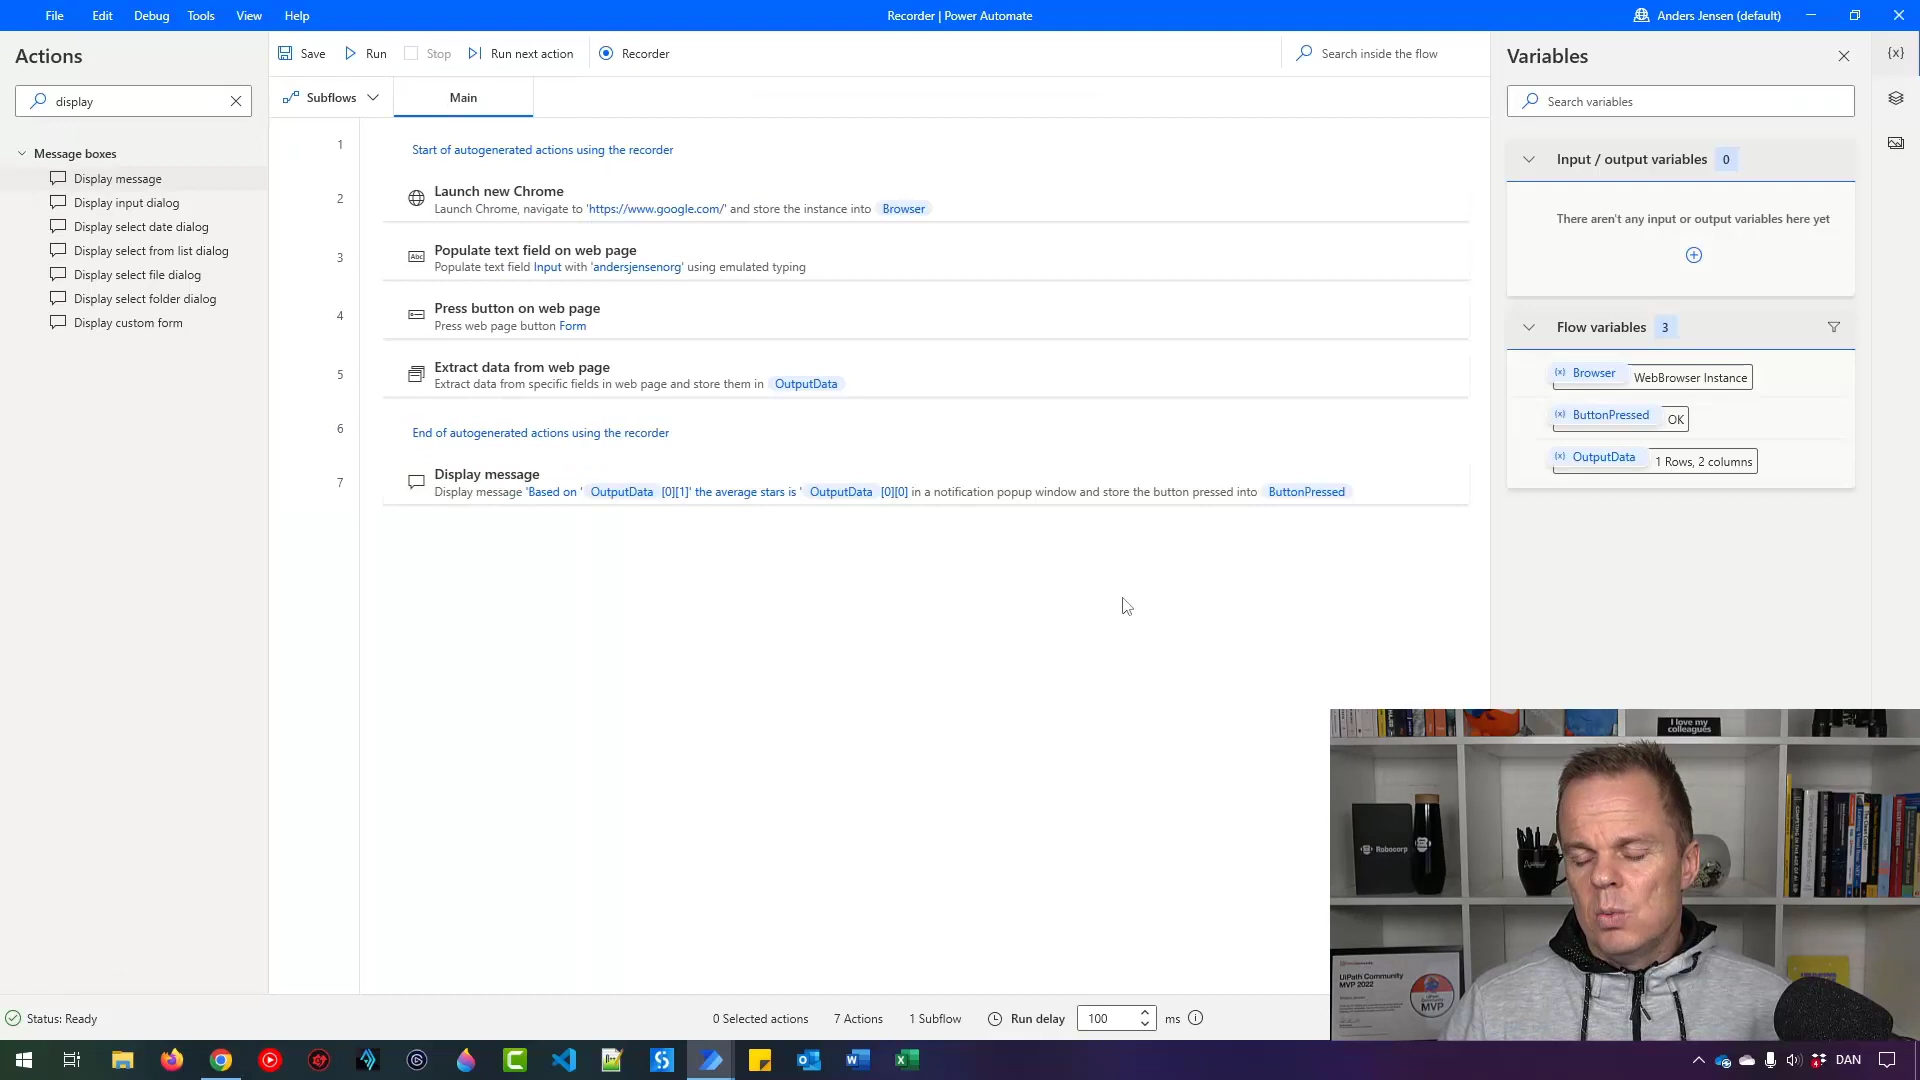 File Edit Debug Tools View Help
Recorder | Power Automate
Anders Jensen (default)
Actions
display
Message boxes
Display message
Display input dialog
Display select date dialog
Display select from list dialog
Display select file dialog
Display select folder dialog
Display custom form
Save Run Stop Run next action Recorder
Search inside the flow
Subflows Main
1 Start of autogenerated actions using the recorder
2 Launch new Chrome
Launch Chrome, navigate to 'https://www.google.com/' and store the instance into Browser
3 Populate text field on web page
Abc Populate text field Input with 'andersjensenorg' using emulated typing
4 Press button on web page
Press web page button Form
5 Extract data from web page
Extract data from specific fields in web page and store them in OutputData
6 End of autogenerated actions using the recorder
7 Display message
Display message 'Based on ' OutputData [0][1]' the average stars is ' OutputData [0][0] in a notification popup window and store the button pressed into ButtonPressed
Variables
{x}
Search variables
Input / output variables 0
There aren't any input or output variables here yet
Flow variables 3
(x) Browser WebBrowser Instance
(x) ButtonPressed OK
(x) OutputData 1 Rows, 2 columns
I love my
colleagues
Robocorp
UiPath Community
MVP 2022
MVP
Status: Ready
0 Selected actions 7 Actions 1 Subflow Run delay 100 ms
DAN